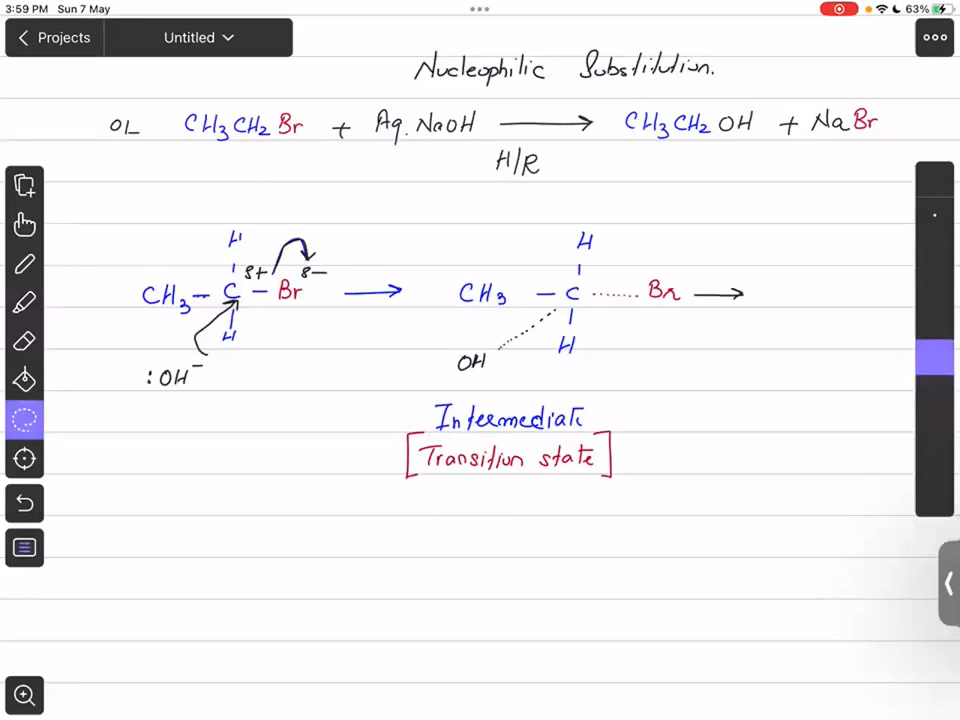 3:59 PM Sun 7 May 63%
Projects Untitled
Nucleophilic Substitution.
CH3CH2Br + Aq. NaOH ⟶ CH3CH2OH + NaBr
H/R
H H
δ+ δ−
CH3 – C – Br ⟶ CH3 – C ...... Br ⟶
H H
:OH⁻ OH
Intermediate
[Transition state]